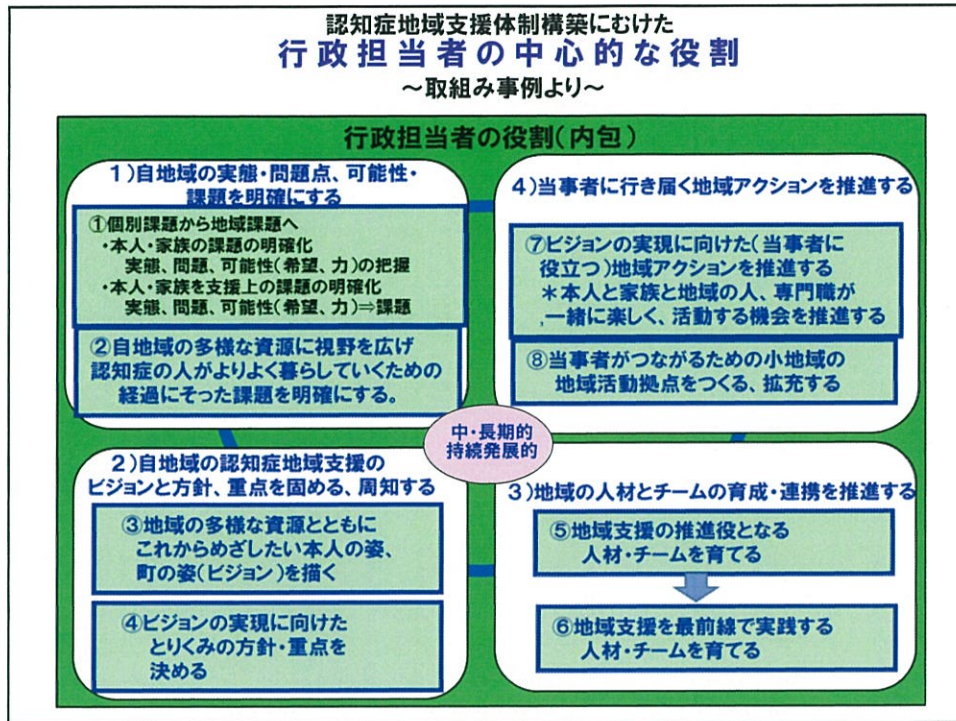 認知症地域支援体制構築にむけた
行政担当者の中心的な役割
～取組み事例より～
行政担当者の役割(内包)
1)自地域の実態・問題点、可能性・
課題を明確にする
①個別課題から地域課題へ
・本人・家族の課題の明確化
実態、問題、可能性(希望、力)の把握
・本人・家族を支援上の課題の明確化
実態、問題、可能性(希望、力)⇒課題
②自地域の多様な資源に視野を広げ
認知症の人がよりよく暮らしていくための
経過にそった課題を明確にする。
2)自地域の認知症地域支援の
ビジョンと方針、重点を固める、周知する
③地域の多様な資源とともに
これからめざしたい本人の姿、
町の姿(ビジョン)を描く
④ビジョンの実現に向けた
とりくみの方針・重点を
決める
中・長期的
持続発展的
3)地域の人材とチームの育成・連携を推進する
⑤地域支援の推進役となる
人材・チームを育てる
⑥地域支援を最前線で実践する
人材・チームを育てる
4)当事者に行き届く地域アクションを推進する
⑦ビジョンの実現に向けた(当事者に
役立つ)地域アクションを推進する
＊本人と家族と地域の人、専門職が
,一緒に楽しく、活動する機会を推進する
⑧当事者がつながるための小地域の
地域活動拠点をつくる、拡充する